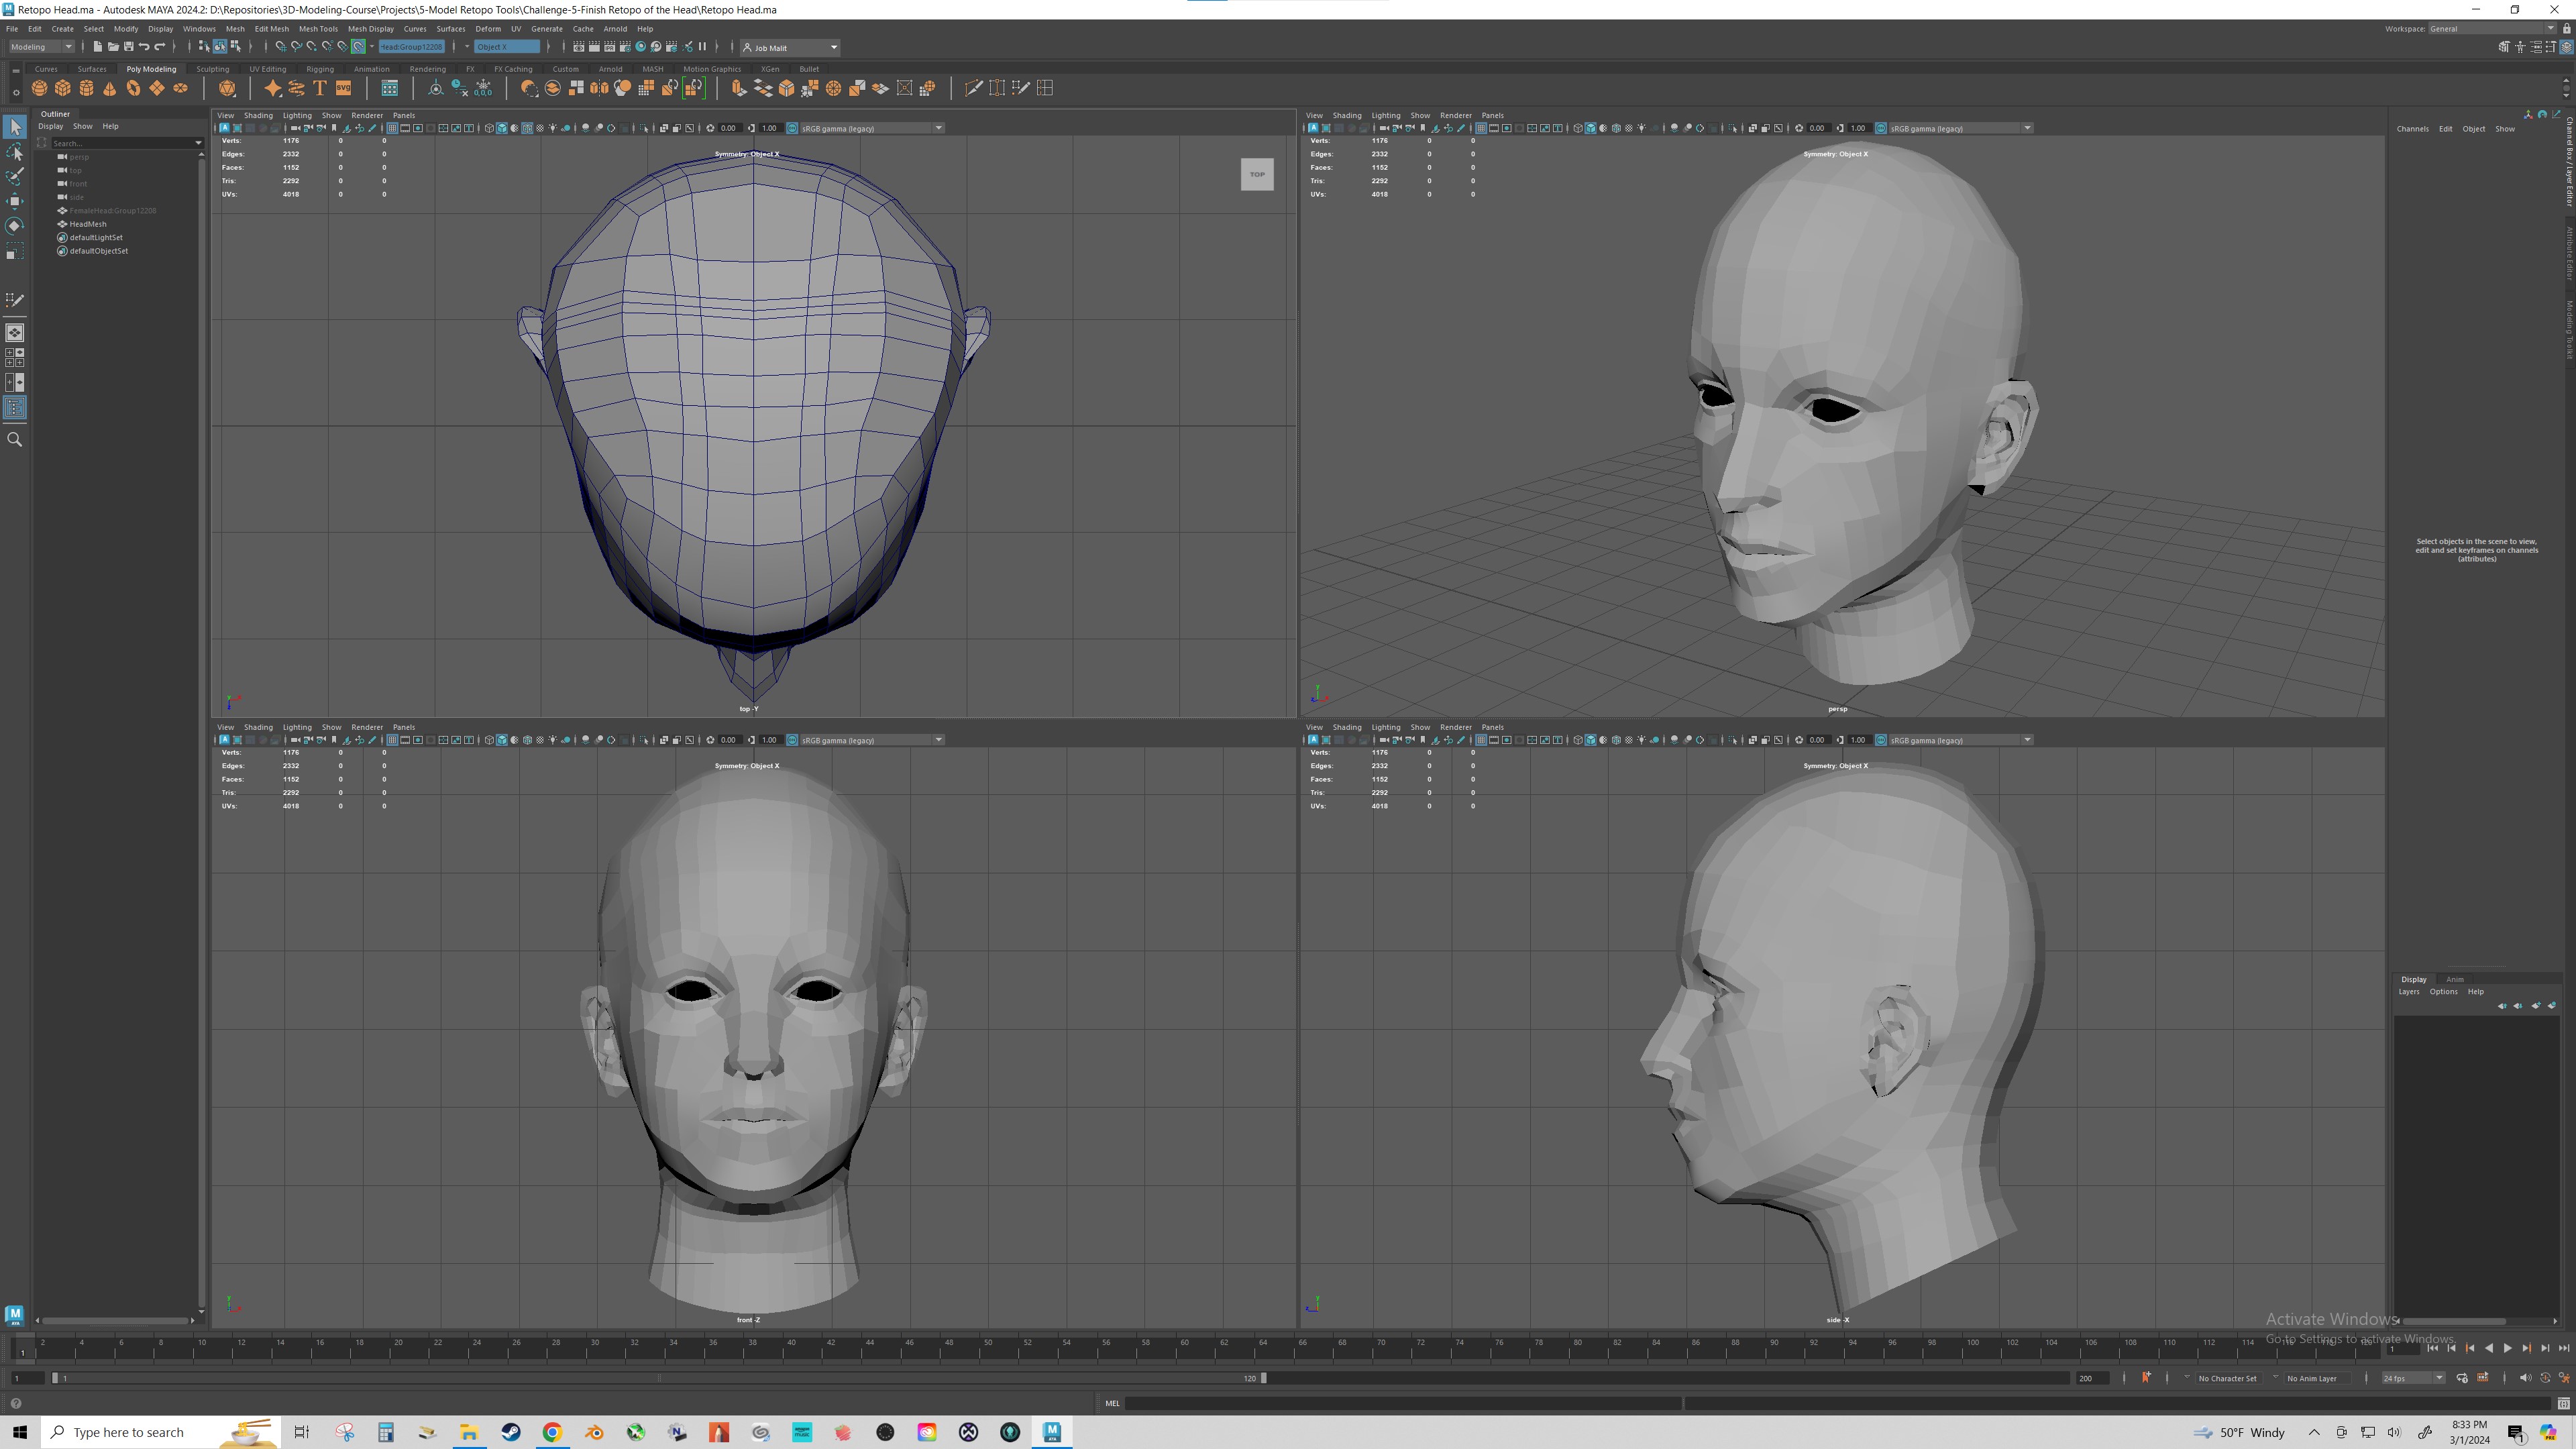 Retopo Head.ma - Autodesk MAYA 2024.2: D:\Repositories\3D-Modeling-Course\Projects\5-Model Retopo Tools\Challenge-5-Finish Retopo of the Head\Retopo Head.ma
File Edit Create Select Modify Display Windows Mesh Edit Mesh Mesh Tools Mesh Display Curves Surfaces Deform UV Generate Cache Arnold Help
Workspace: General
Modeling Head:Group12208 Object X Job Malit
Curves Surfaces Poly Modeling Sculpting UV Editing Rigging Animation Rendering FX FX Caching Custom Arnold MASH Motion Graphics XGen Bullet
Outliner
Display Show Help
Search...
persp
top
front
side
FemaleHead:Group12208
HeadMesh
defaultLightSet
defaultObjectSet
View Shading Lighting Show Renderer Panels
0.00 1.00 sRGB gamma (legacy)
Verts: 1176 0 0
Edges: 2332 0 0
Faces: 1152 0 0
Tris: 2292 0 0
UVs: 4018 0 0
Symmetry: Object X
TOP
top -Y
View Shading Lighting Show Renderer Panels
0.00 1.00 sRGB gamma (legacy)
Verts: 1176 0 0
Edges: 2332 0 0
Faces: 1152 0 0
Tris: 2292 0 0
UVs: 4018 0 0
Symmetry: Object X
persp
View Shading Lighting Show Renderer Panels
0.00 1.00 sRGB gamma (legacy)
Verts: 1176 0 0
Edges: 2332 0 0
Faces: 1152 0 0
Tris: 2292 0 0
UVs: 4018 0 0
Symmetry: Object X
front -Z
View Shading Lighting Show Renderer Panels
0.00 1.00 sRGB gamma (legacy)
Verts: 1176 0 0
Edges: 2332 0 0
Faces: 1152 0 0
Tris: 2292 0 0
UVs: 4018 0 0
Symmetry: Object X
side -X
Channels Edit Object Show
Select objects in the scene to view,
edit and set keyframes on channels
(attributes)
Channel Box / Layer Editor
Attribute Editor
Modeling Toolkit
Display Anim
Layers Options Help
Activate Windows
Go to Settings to activate Windows.
2 4 6 8 10 12 14 16 18 20 22 24 26 28 30 32 34 36 38 40 42 44 46 48 50 52 54 56 58 60 62 64 66 68 70 72 74 76 78 80 82 84 86 88 90 92 94 96 98 100 102 104 106 108 110 112 114 116 118 120
1 1
1 1 120 200 No Character Set No Anim Layer 24 fps
MEL
Type here to search
50°F Windy
8:33 PM
3/1/2024